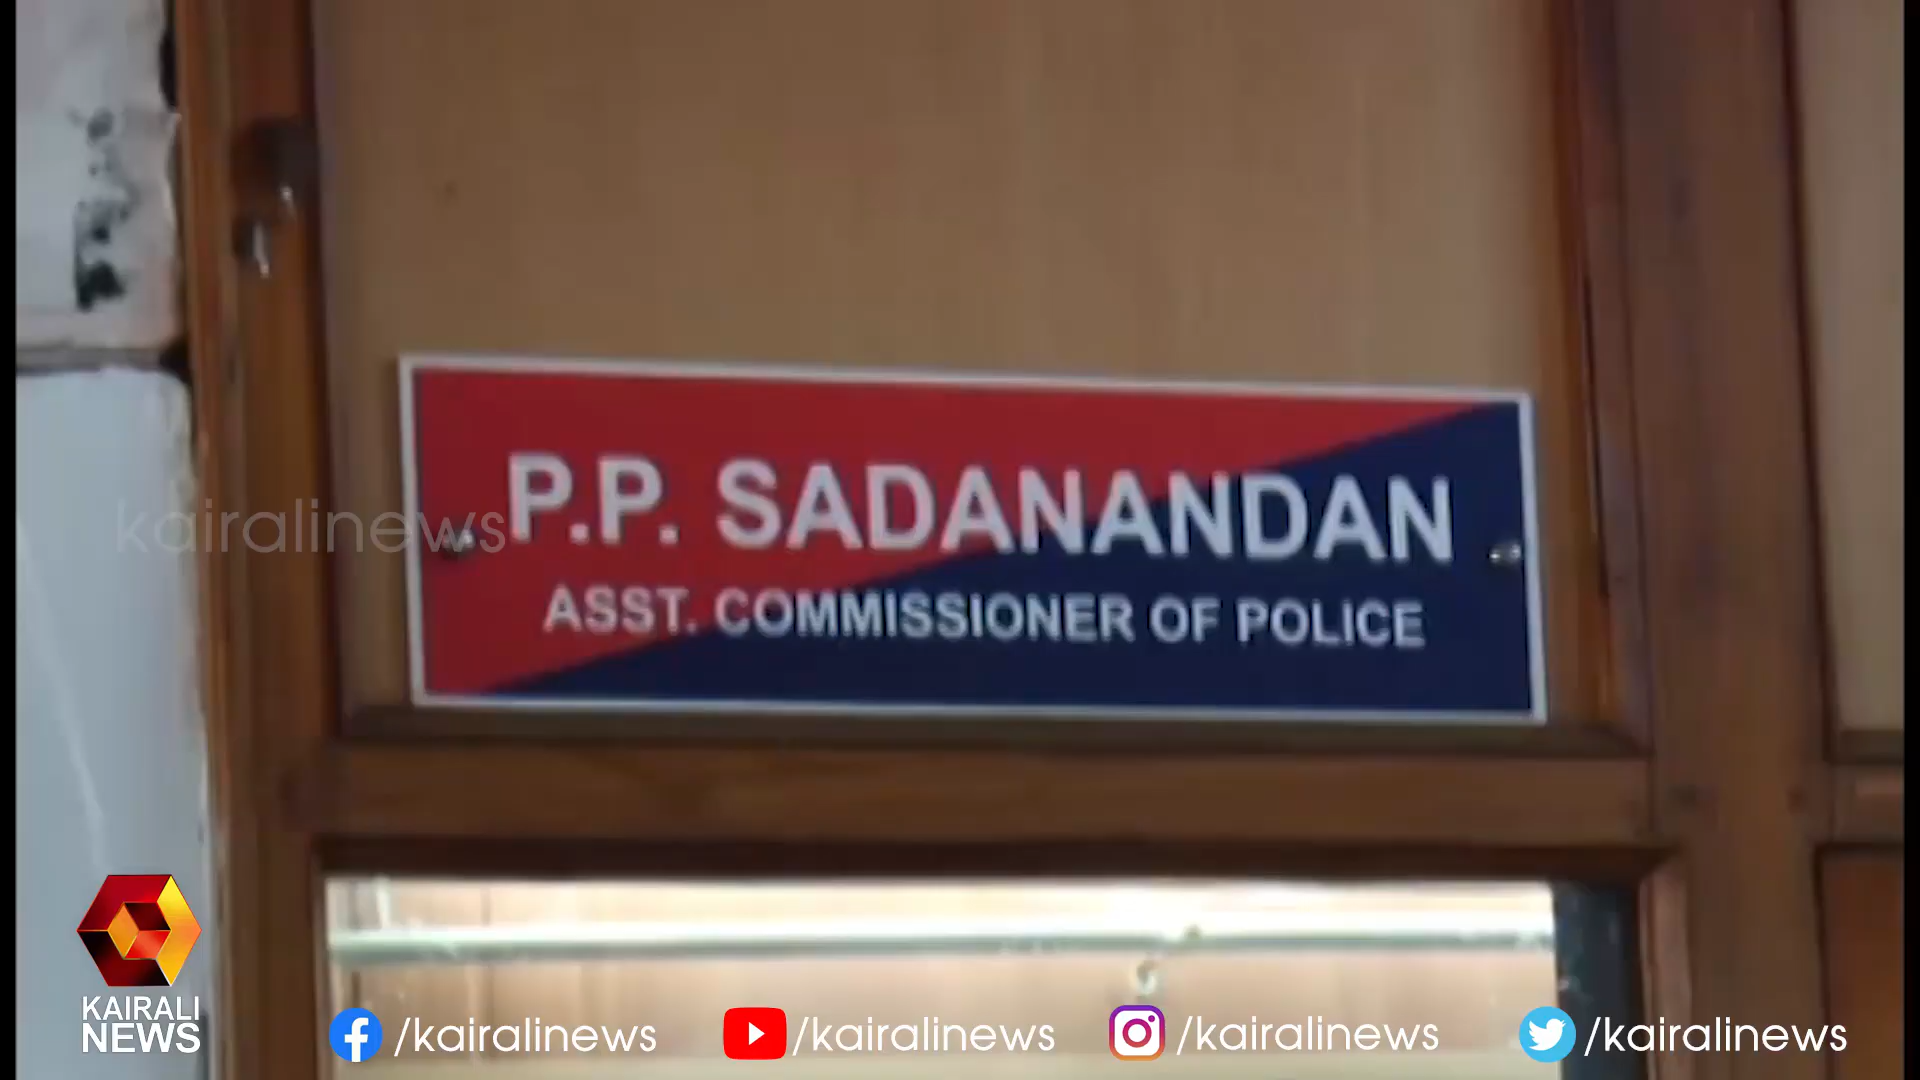 P.P. SADANANDAN
ASST. COMMISSIONER OF POLICE
kairalinews
KAIRALI
NEWS
/kairalinews
/kairalinews
/kairalinews
/kairalinews